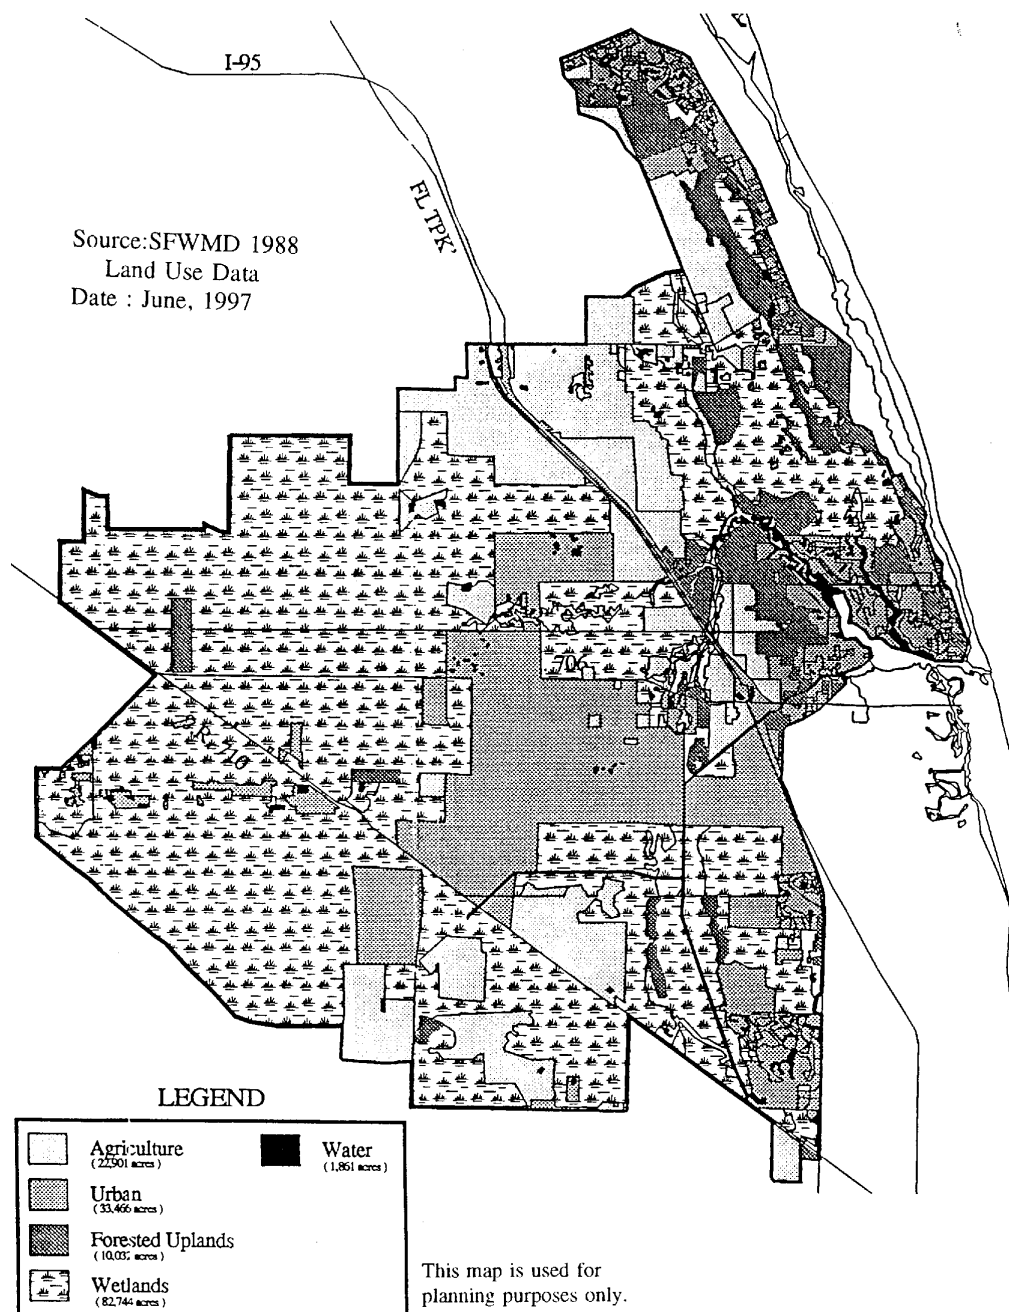 I-95
FL TPK'
Source:SFWMD 1988
Land Use Data
Date : June, 1997
706
LEGEND
Agriculture
(22,901 acres)
Water
(1,861 acres)
Urban
(33,466 acres)
Forested Uplands
Wetlands
(82,744 acres)
This map is used for
planning purposes only.